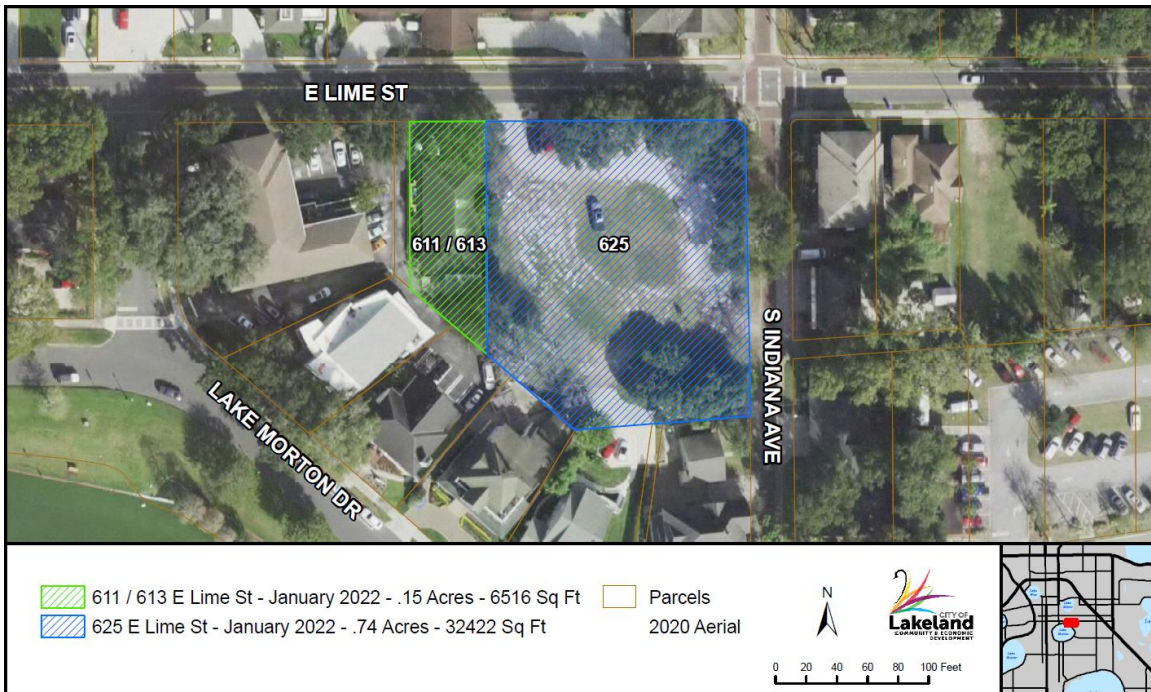 E LIME ST
611 / 613
625
S INDIANA AVE
LAKE MORTON DR
611 / 613 E Lime St - January 2022 - .15 Acres - 6516 Sq Ft
625 E Lime St - January 2022 - .74 Acres - 32422 Sq Ft
Parcels
2020 Aerial
N
CITY OF
Lakeland
COMMUNITY & ECONOMIC
DEVELOPMENT
0 20 40 60 80 100 Feet